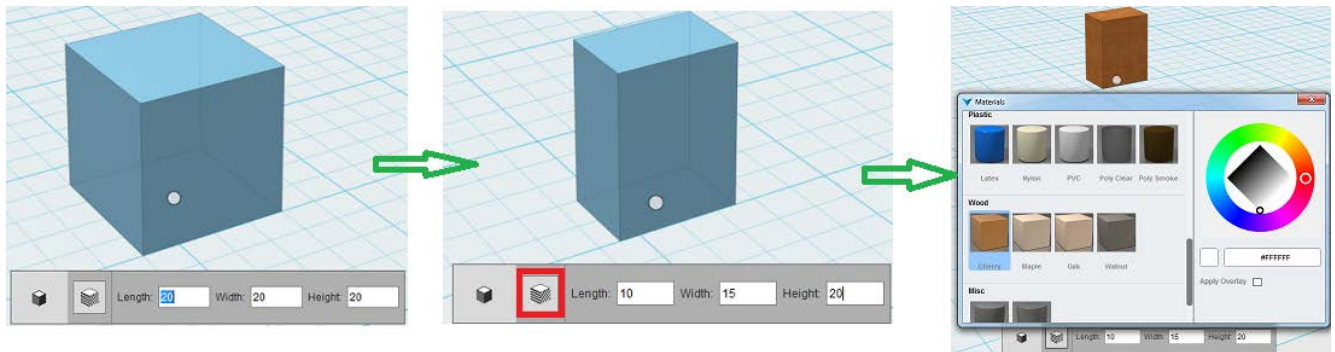 Length: 20 Width: 20 Height: 20
Length: 10 Width: 15 Height: 20
Materials
Plastic
Latex Nylon PVC Poly Clear Poly Smoke
Wood
Cherry Maple Oak Walnut
#FFFFFF
Apply Overlay
Misc
Length: 10 Width: 15 Height: 20